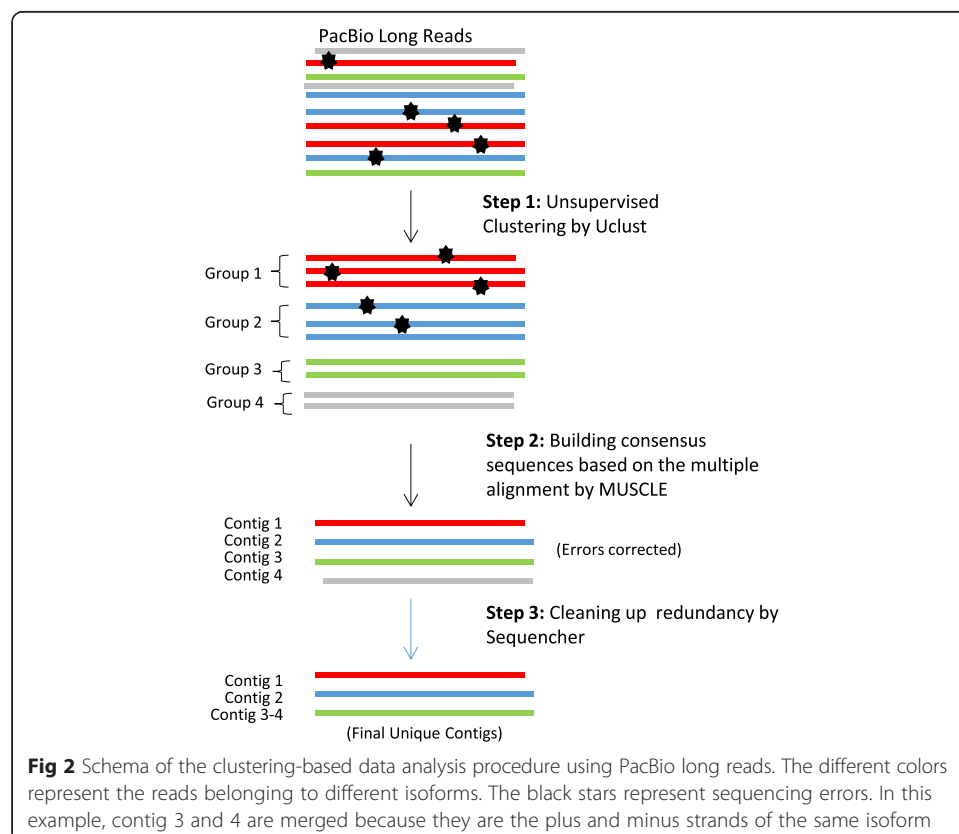 PacBio Long Reads
Step 1: Unsupervised
Clustering by Uclust
Group 1
Group 2
Group 3
Group 4
Step 2: Building consensus
sequences based on the multiple
alignment by MUSCLE
Contig 1
Contig 2
Contig 3
Contig 4
(Errors corrected)
Step 3: Cleaning up redundancy by
Sequencher
Contig 1
Contig 2
Contig 3-4
(Final Unique Contigs)
Fig 2 Schema of the clustering-based data analysis procedure using PacBio long reads. The different colors
represent the reads belonging to different isoforms. The black stars represent sequencing errors. In this
example, contig 3 and 4 are merged because they are the plus and minus strands of the same isoform